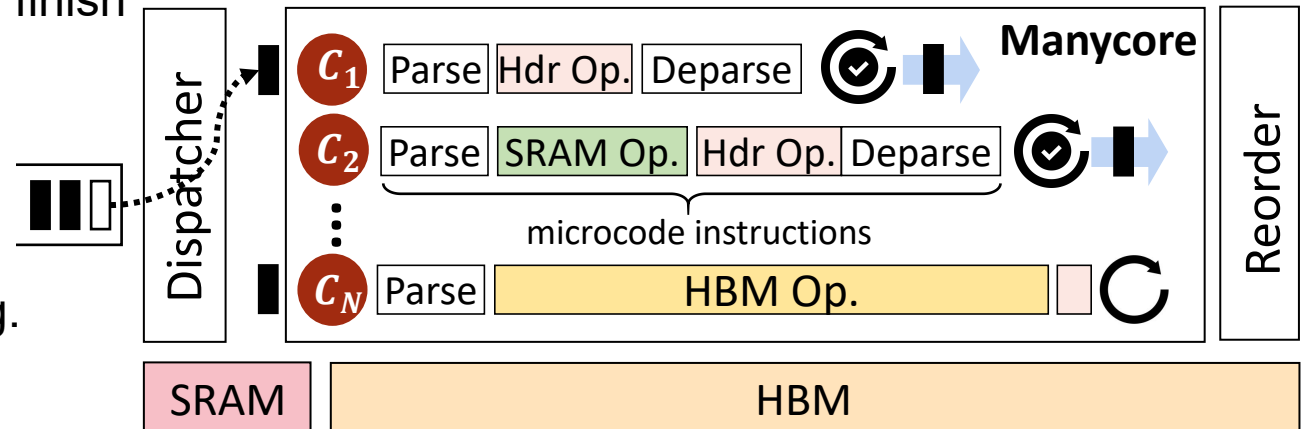 finish
g.
Dispatcher
Manycore
C1 Parse Hdr Op. Deparse
C2 Parse SRAM Op. Hdr Op. Deparse
microcode instructions
CN Parse HBM Op.
Reorder
SRAM HBM